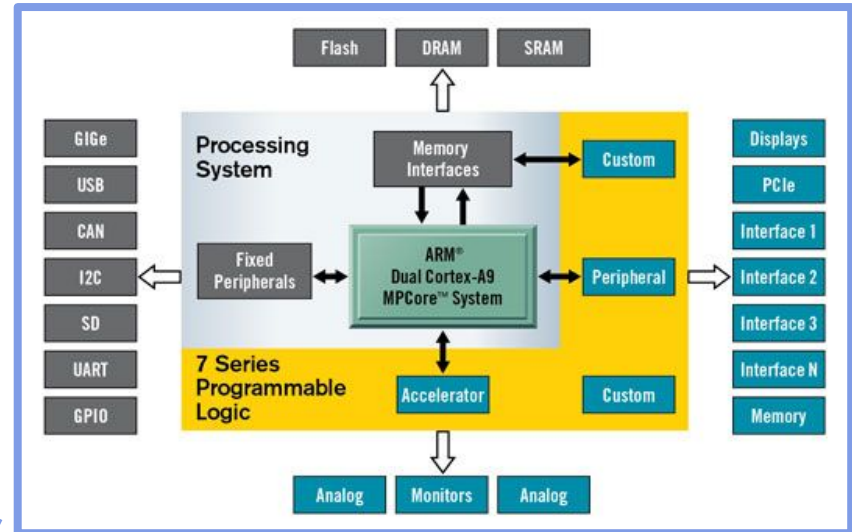 Flash DRAM SRAM
GIGe
USB
CAN
I2C
SD
UART
GPIO
Processing
System
Memory
Interfaces
Custom
Fixed
Peripherals
ARM®
Dual Cortex-A9
MPCore™ System
Peripheral
7 Series
Programmable
Logic
Accelerator
Custom
Displays
PCIe
Interface 1
Interface 2
Interface 3
Interface N
Memory
Analog Monitors Analog